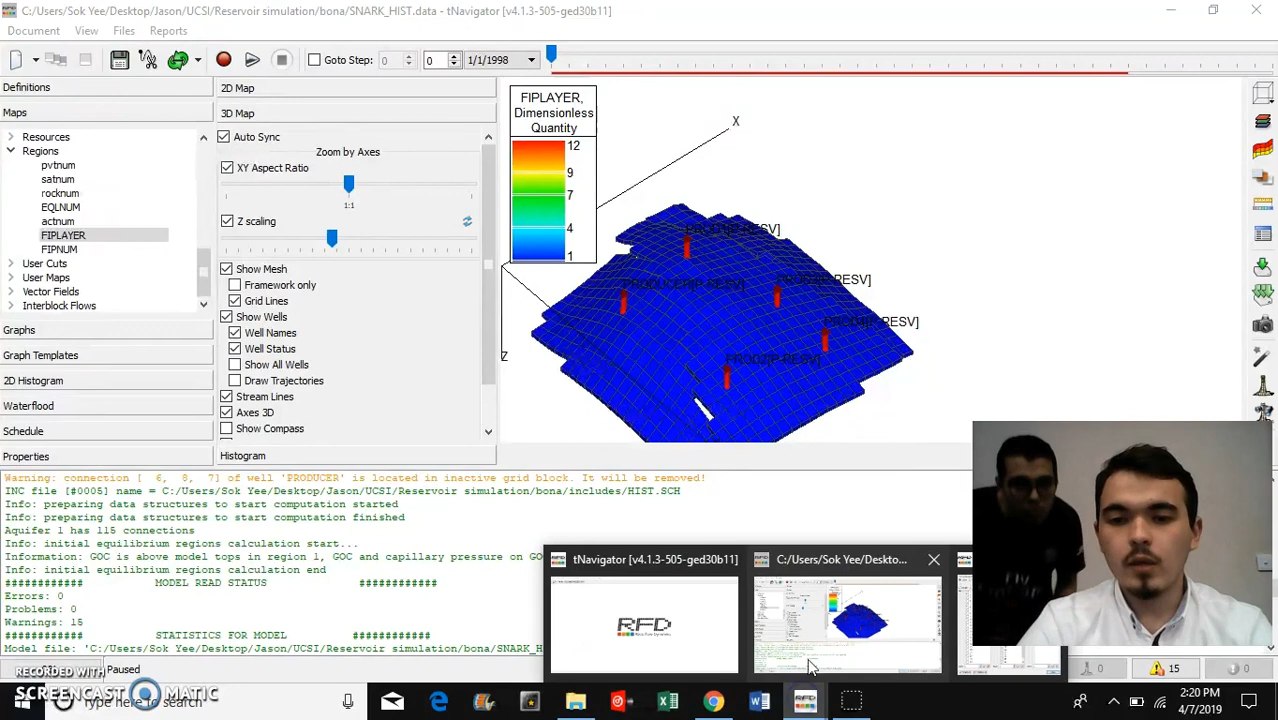 C:/Users/Sok Yee/Desktop/Jason/UCSI/Reservoir simulation/bona/SNARK_HIST.data - tNavigator [v4.1.3-505-ged30b11]
Document View Files Reports
Goto Step: 0 0 1/1/1998
Definitions
Maps
Resources
Regions
pvtnum
satnum
rocknum
EQLNUM
actnum
FIPLAYER
FIPNUM
User Cuts
User Maps
Vector Fields
Interblock Flows
Graphs
Graph Templates
2D Histogram
Waterflood
Schedule
Properties
2D Map
3D Map
Auto Sync
Zoom by Axes
XY Aspect Ratio
1:1
Z scaling
Show Mesh
Framework only
Grid Lines
Show Wells
Well Names
Well Status
Show All Wells
Draw Trajectories
Stream Lines
Axes 3D
Show Compass
Histogram
FIPLAYER,
Dimensionless
Quantity
12
9
7
4
1
X
Z
PRODUCER[P-RESV]
PROD2[P-RESV]
Warning: connection [ 6, 8, 7] of well 'PRODUCER' is located in inactive grid block. It will be removed!
INC file [#0005] name = C:/Users/Sok Yee/Desktop/Jason/UCSI/Reservoir simulation/bona/includes/HIST.SCH
Info: preparing data structures to start computation started
Info: preparing data structures to start computation finished
Aquifer 1 has 115 connections
Info: initial equilibrium regions calculation start...
Information: GOC is above model tops in region 1, GOC and capillary pressure on GO
Info: initial equilibrium regions calculation end
############ MODEL READ STATUS ############
Errors: 0
Problems: 0
Warnings: 15
############ STATISTICS FOR MODEL ############
Model file: 'C:/Users/Sok Yee/Desktop/Jason/UCSI/Reservoir simulation/bona/SNARK_H
tNavigator [v4.1.3-505-ged30b11]
C:/Users/Sok Yee/Deskto...
RFD
0 15 0
SCREENCAST MATIC
here to search
RFD
2:20 PM
4/7/2019